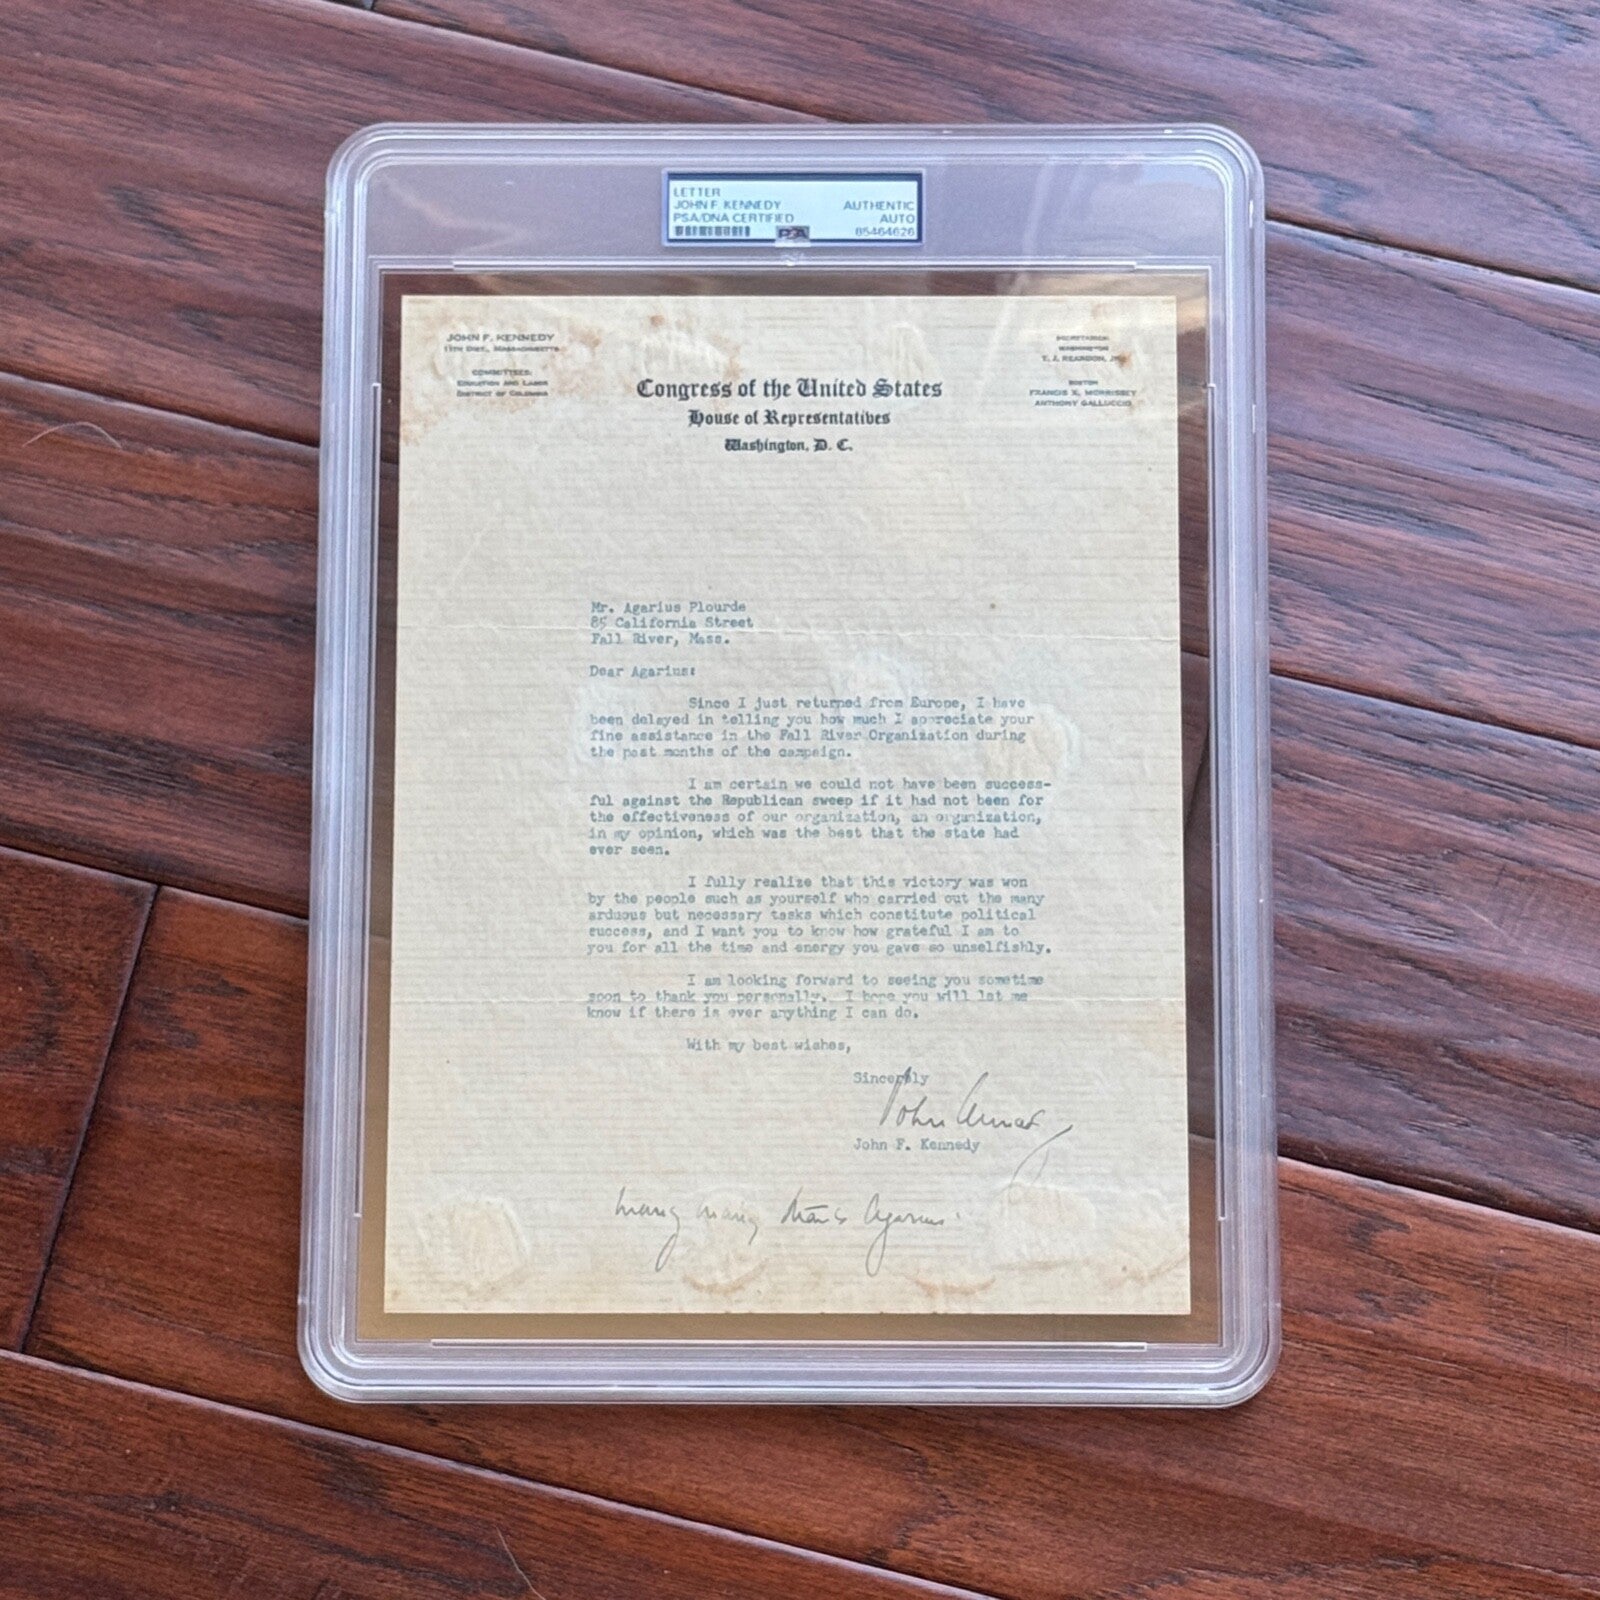 LETTER
JOHN F. KENNEDY
PSA/DNA CERTIFIED
AUTHENTIC
AUTO
85464626
PSA
JOHN F. KENNEDY
11TH DIST., MASSACHUSETTS
COMMITTEES:
EDUCATION AND LABOR
DISTRICT OF COLUMBIA
Congress of the United States
House of Representatives
Washington, D. C.
SECRETARIES:
WASHINGTON
T. J. REARDON, JR.
BOSTON
FRANCIS X. MORRISSEY
ANTHONY GALLUCCIO
Mr. Agarius Plourde
85 California Street
Fall River, Mass.
Dear Agarius:
Since I just returned from Europe, I have
been delayed in telling you how much I appreciate your
fine assistance in the Fall River Organization during
the past months of the campaign.
I am certain we could not have been success-
ful against the Republican sweep if it had not been for
the effectiveness of our organization, an organization,
in my opinion, which was the best that the state had
ever seen.
I fully realize that this victory was won
by the people such as yourself who carried out the many
arduous but necessary tasks which constitute political
success, and I want you to know how grateful I am to
you for all the time and energy you gave so unselfishly.
I am looking forward to seeing you sometime
soon to thank you personally. I hope you will let me
know if there is ever anything I can do.
With my best wishes,
Sincerely
John Kennedy
John F. Kennedy
Many many thanks Agarius.